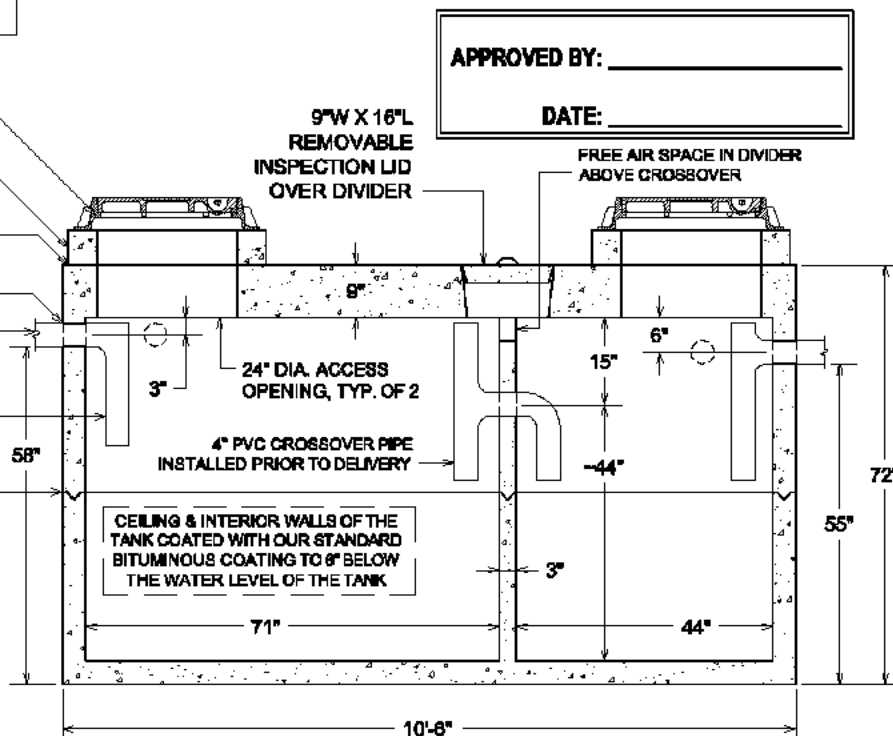 APPROVED BY:
DATE:
9"W X 16"L
REMOVABLE
INSPECTION LID
OVER DIVIDER
FREE AIR SPACE IN DIVIDER
ABOVE CROSSOVER
9"
6"
15"
3"
24" DIA. ACCESS
OPENING, TYP. OF 2
4" PVC CROSSOVER PIPE
INSTALLED PRIOR TO DELIVERY
58"
~44"
72"
55"
CEILING & INTERIOR WALLS OF THE
TANK COATED WITH OUR STANDARD
BITUMINOUS COATING TO 6" BELOW
THE WATER LEVEL OF THE TANK
3"
71"
44"
10'-6"